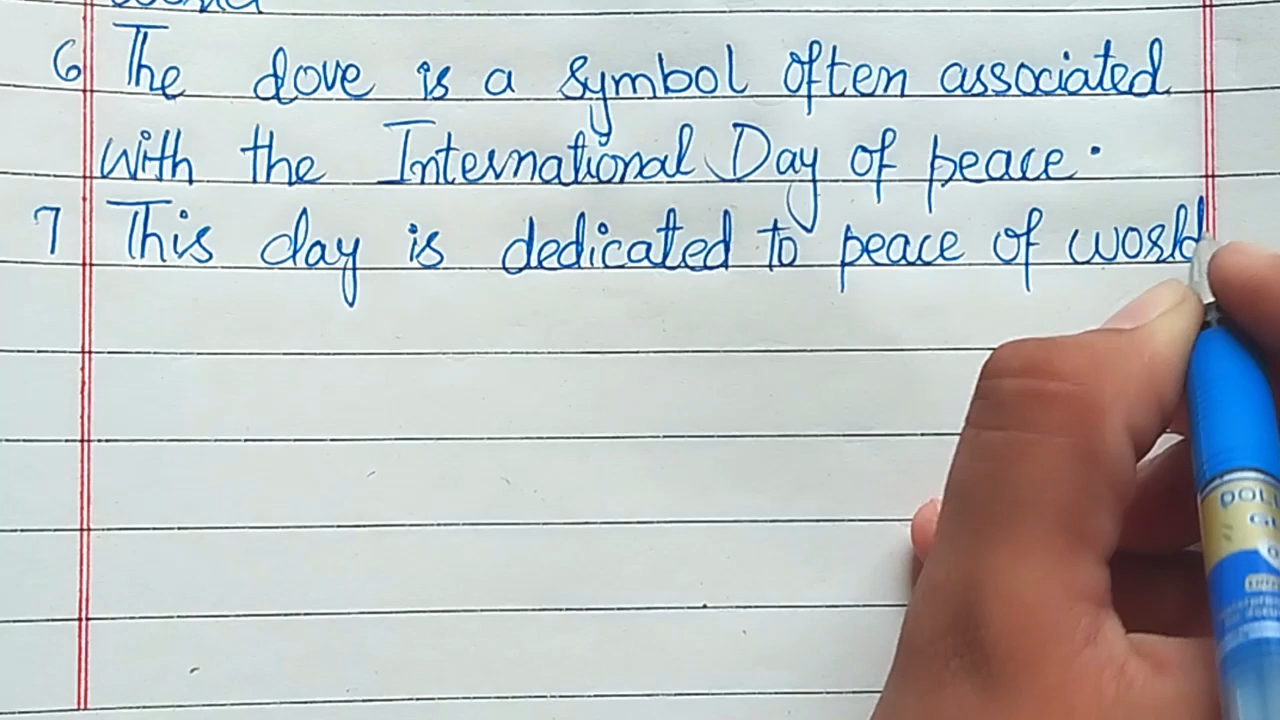 6 The dove is a symbol often associated
with the International Day of peace.
7 This day is dedicated to peace of world